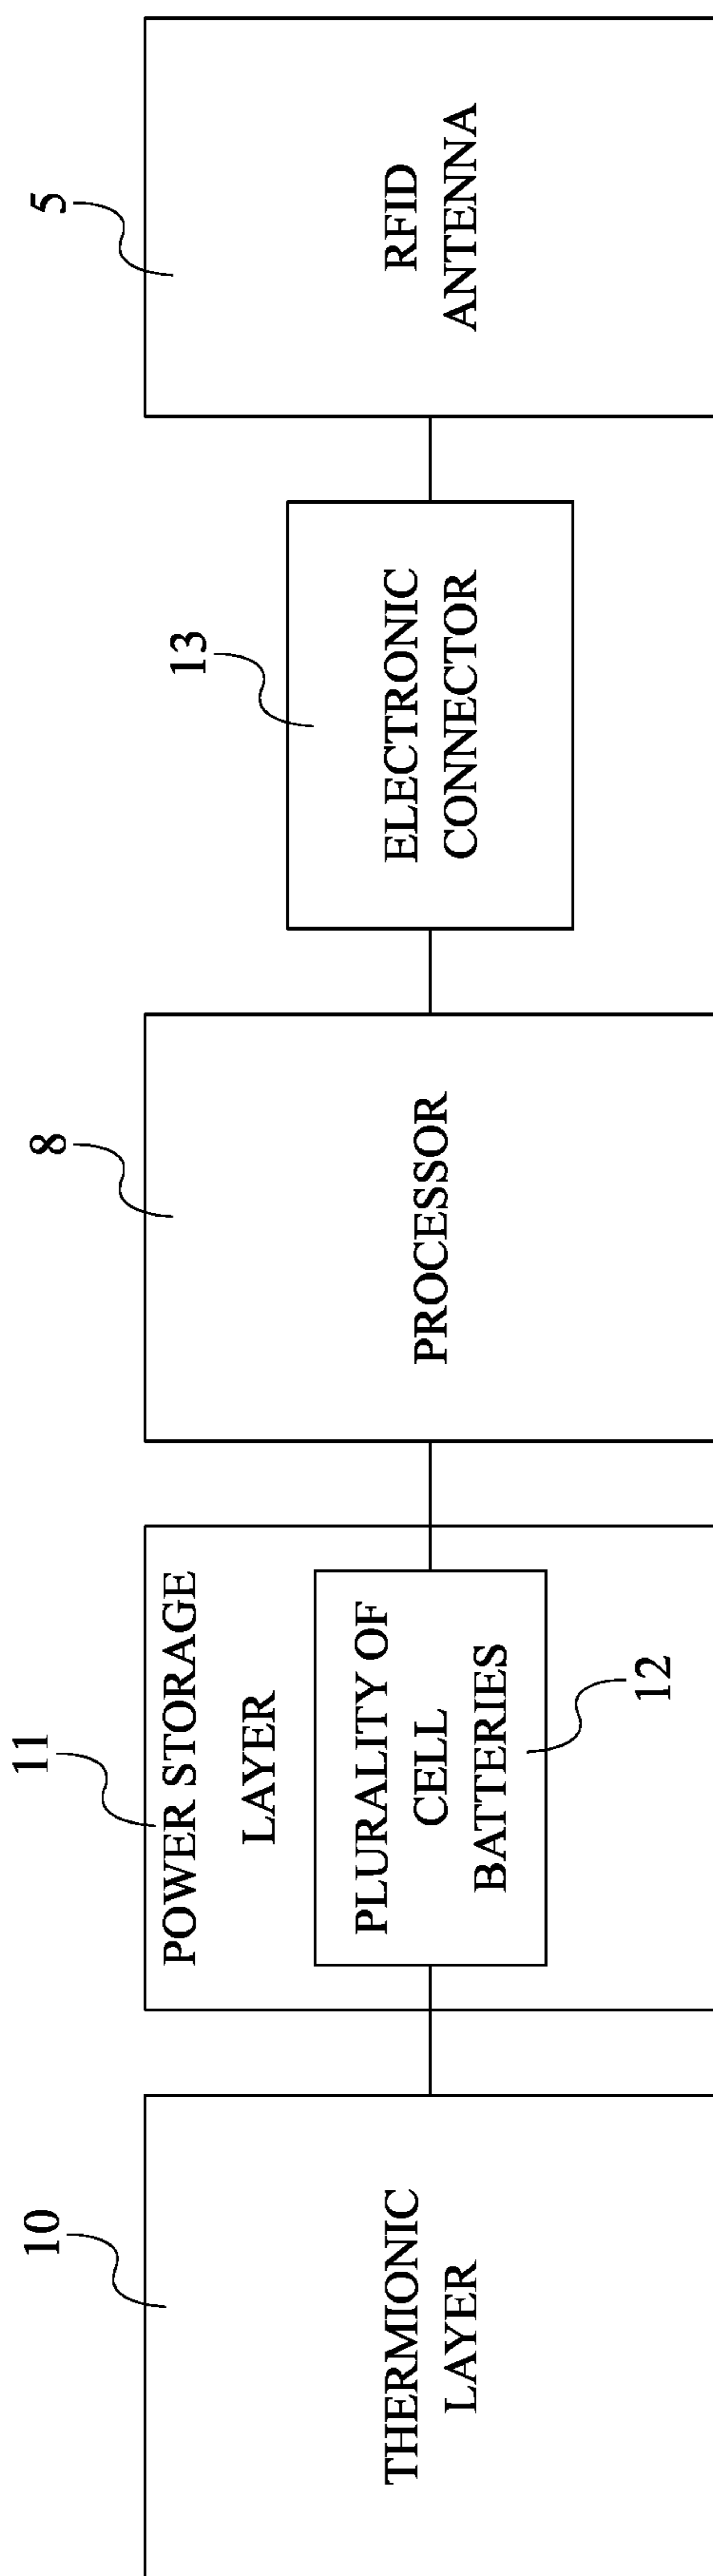 10
THERMIONIC
LAYER
11
POWER STORAGE
LAYER
PLURALITY OF
CELL
BATTERIES
12
8
PROCESSOR
13
ELECTRONIC
CONNECTOR
5
RFID
ANTENNA